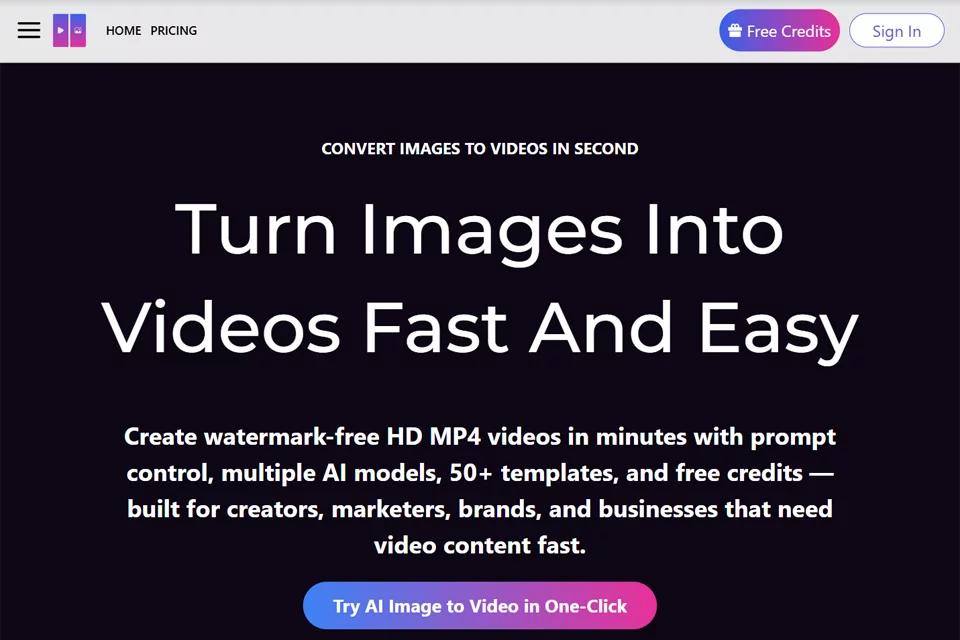 HOME PRICING
Free Credits
Sign In
CONVERT IMAGES TO VIDEOS IN SECOND
Turn Images Into
Videos Fast And Easy
Create watermark-free HD MP4 videos in minutes with prompt
control, multiple AI models, 50+ templates, and free credits —
built for creators, marketers, brands, and businesses that need
video content fast.
Try AI Image to Video in One-Click